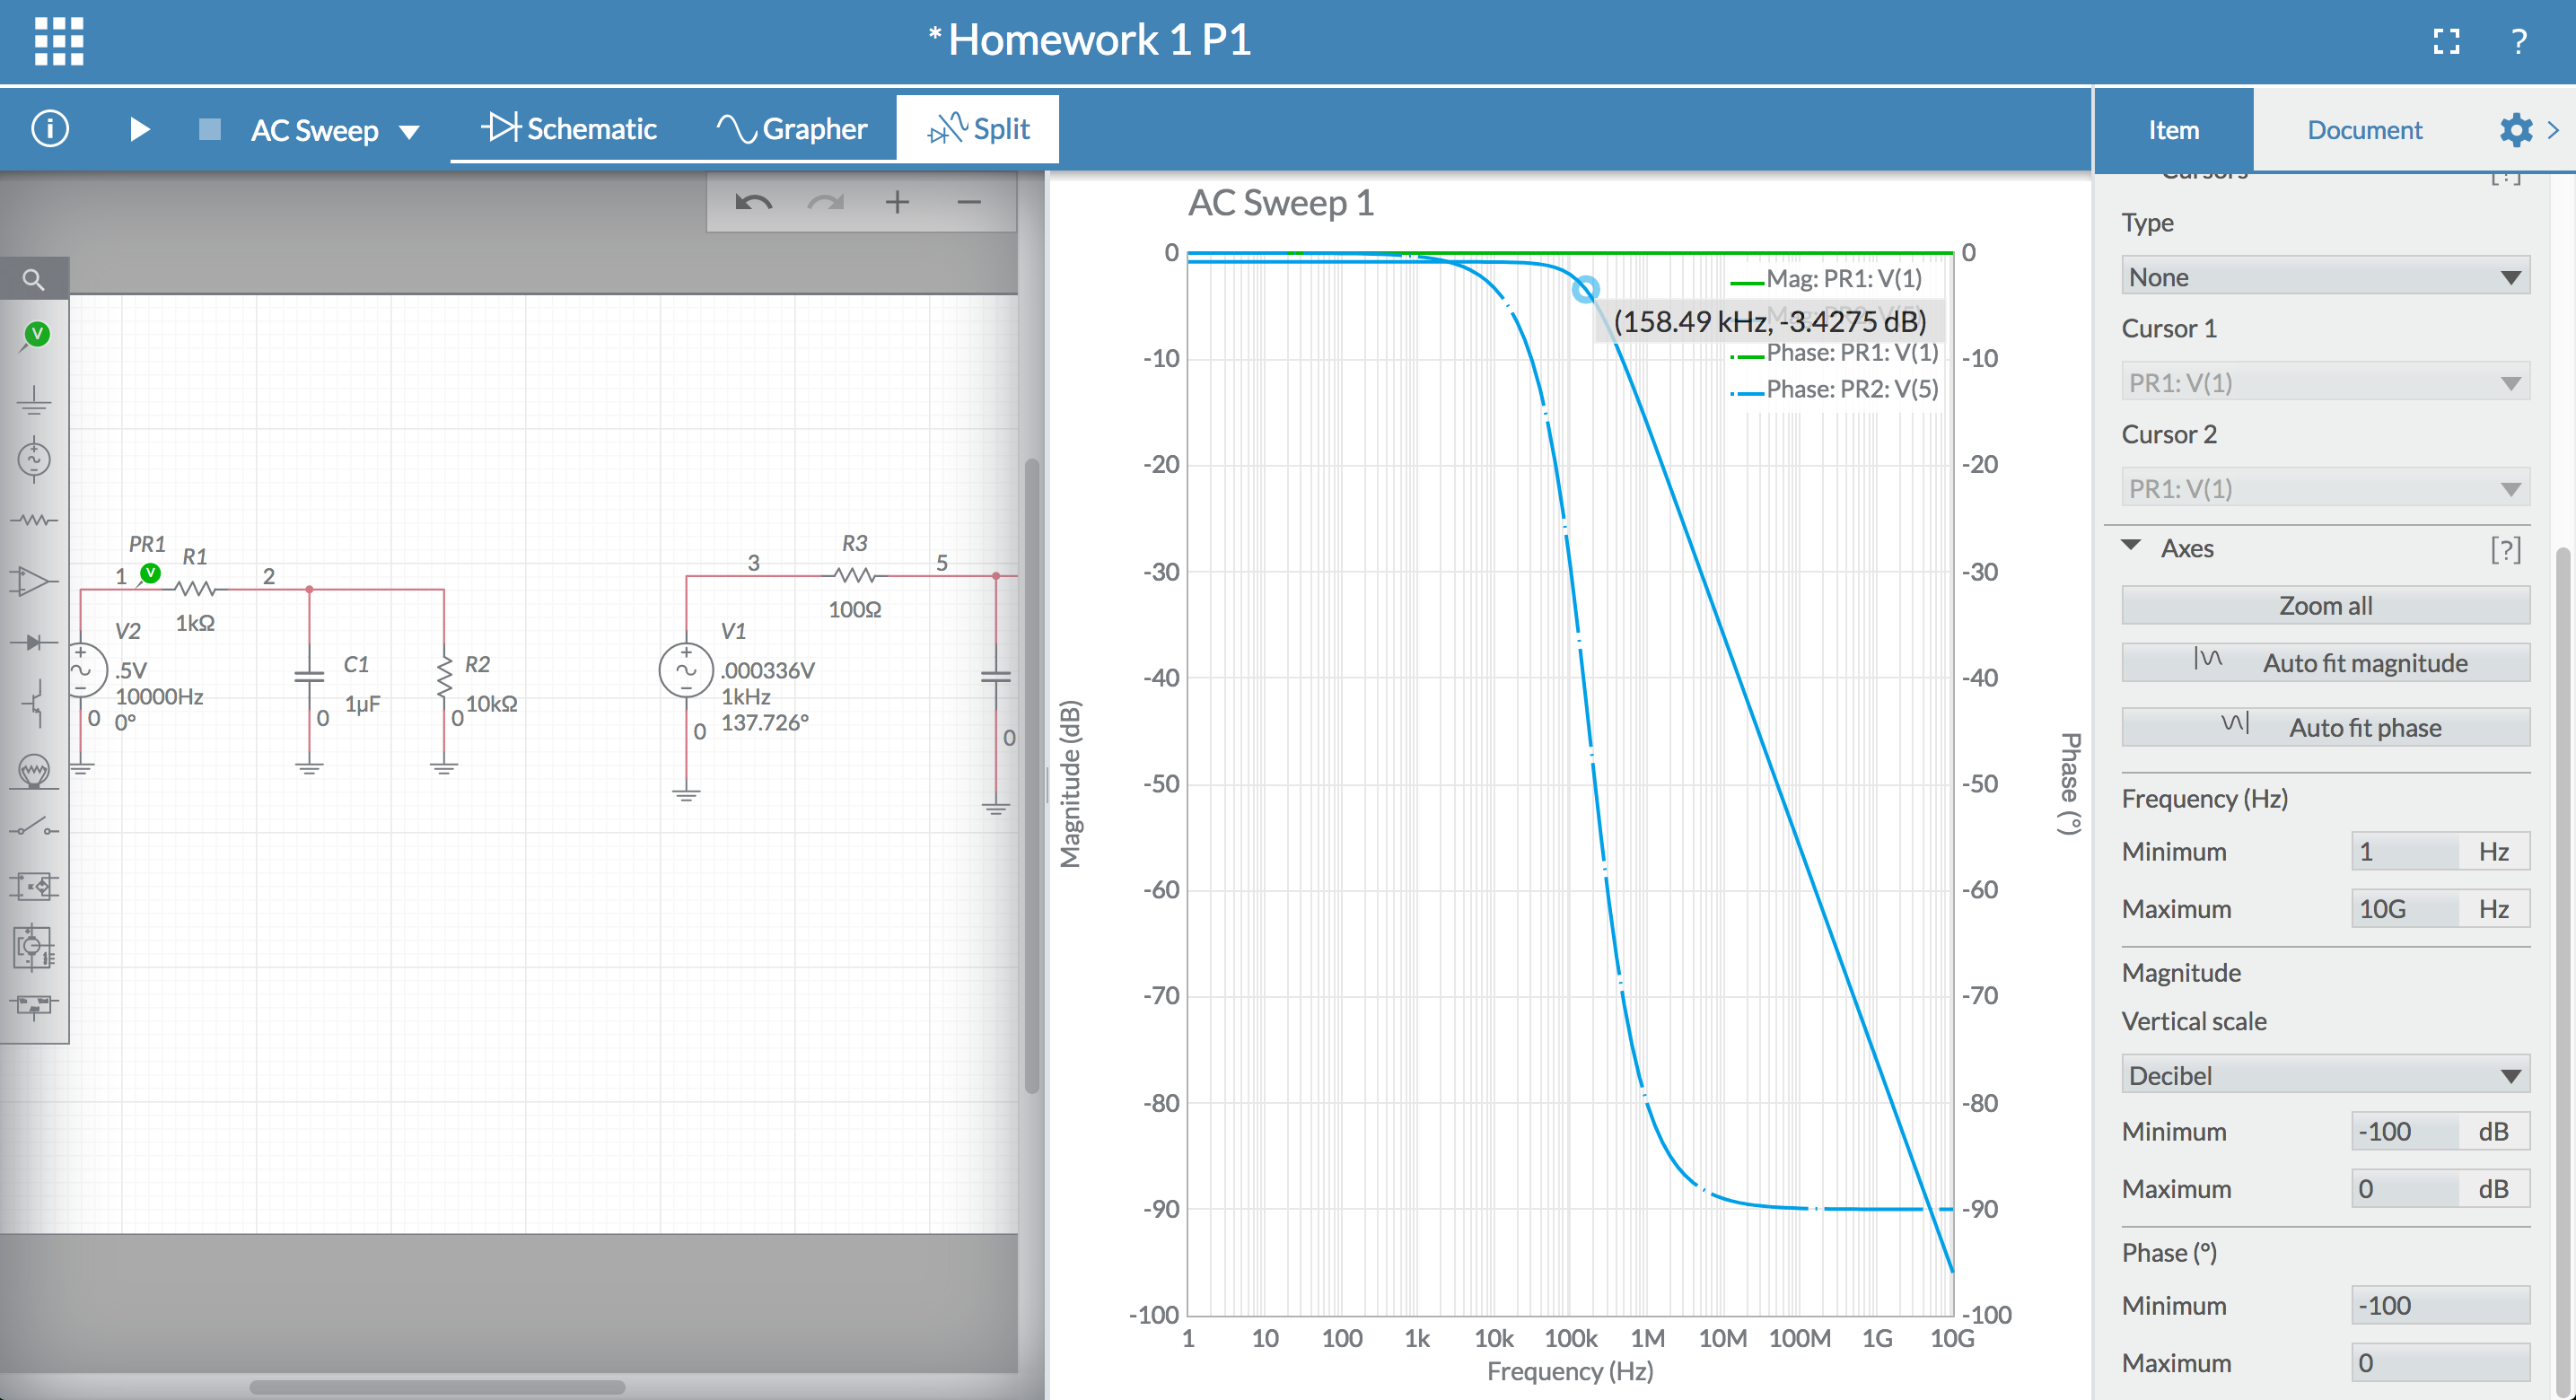 * Homework 1 P1
?
i
AC Sweep
Schematic
Grapher
Split
Item
Document
Cursors
[?]
Type
None
Cursor 1
PR1: V(1)
Cursor 2
PR1: V(1)
Axes
[?]
Zoom all
Auto fit magnitude
Auto fit phase
Frequency (Hz)
Minimum
1
Hz
Maximum
10G
Hz
Magnitude
Vertical scale
Decibel
Minimum
-100
dB
Maximum
0
dB
Phase (°)
Minimum
-100
Maximum
0
V
PR1
V
R1
1
2
1kΩ
V2
.5V
10000Hz
0°
0
C1
1µF
0
R2
10kΩ
0
3
R3
5
100Ω
V1
.000336V
1kHz
137.726°
0
0
AC Sweep 1
Mag: PR1: V(1)
Mag: PR2: V(5)
(158.49 kHz, -3.4275 dB)
Phase: PR1: V(1)
Phase: PR2: V(5)
Magnitude (dB)
0
-10
-20
-30
-40
-50
-60
-70
-80
-90
-100
0
-10
-20
-30
-40
-50
-60
-70
-80
-90
-100
Phase (°)
1
10
100
1k
10k
100k
1M
10M
100M
1G
10G
Frequency (Hz)